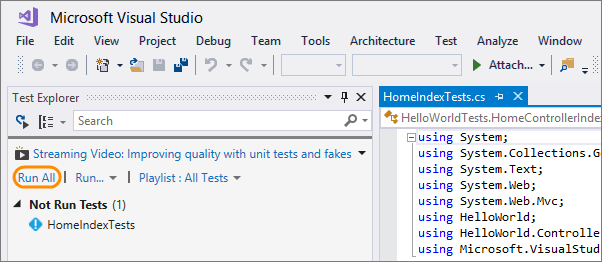 Microsoft Visual Studio
File Edit View Debug Team Tools Architecture Test Analyze Window
Attach...
Test Explorer
Search
Streaming Video: Improving quality with unit tests and fakes
Run All | Run... | Playlist : All Tests
Not Run Tests (1)
HomeIndexTests
HomeIndexTests.cs
HelloWorldTests.HomeControllerIndex
using System;
using System.Collections.G
using System.Text;
using System.Web;
using System.Web.Mvc;
using HelloWorld;
using HelloWorld.Controlle
using Microsoft.VisualStud